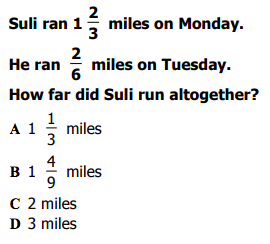 Suli ran 1 2/3 miles on Monday.
He ran 2/6 miles on Tuesday.
How far did Suli run altogether?
A 1 1/3 miles
B 1 4/9 miles
C 2 miles
D 3 miles